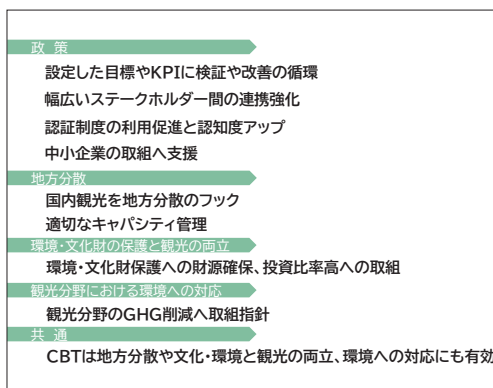 政 策
設定した目標やKPIに検証や改善の循環
幅広いステークホルダー間の連携強化
認証制度の利用促進と認知度アップ
中小企業の取組へ支援
地方分散
国内観光を地方分散のフック
適切なキャパシティ管理
環境・文化財の保護と観光の両立
環境・文化財保護への財源確保、投資比率高への取組
観光分野における環境への対応
観光分野のGHG削減へ取組指針
共 通
CBTは地方分散や文化・環境と観光の両立、環境への対応にも有効